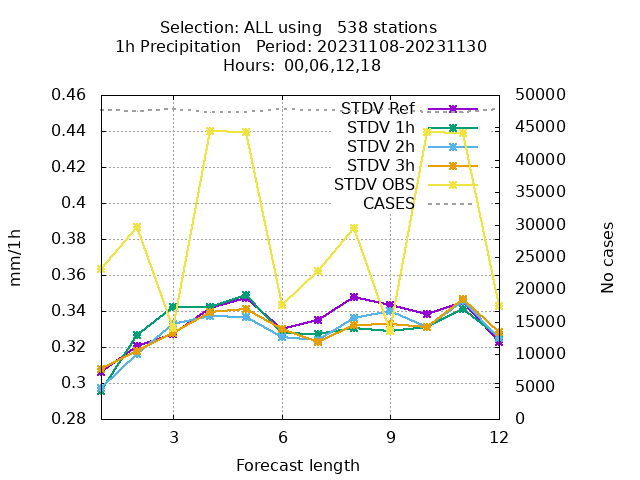 Selection: ALL using   538 stations
1h Precipitation   Period: 20231108-20231130
Hours: 00,06,12,18
0.46
0.44
0.42
0.4
0.38
0.36
0.34
0.32
0.3
0.28
mm/1h
STDV Ref
STDV 1h
STDV 2h
STDV 3h
STDV OBS
CASES
50000
45000
40000
35000
30000
25000
20000
15000
10000
5000
0
No cases
3 6 9 12
Forecast length